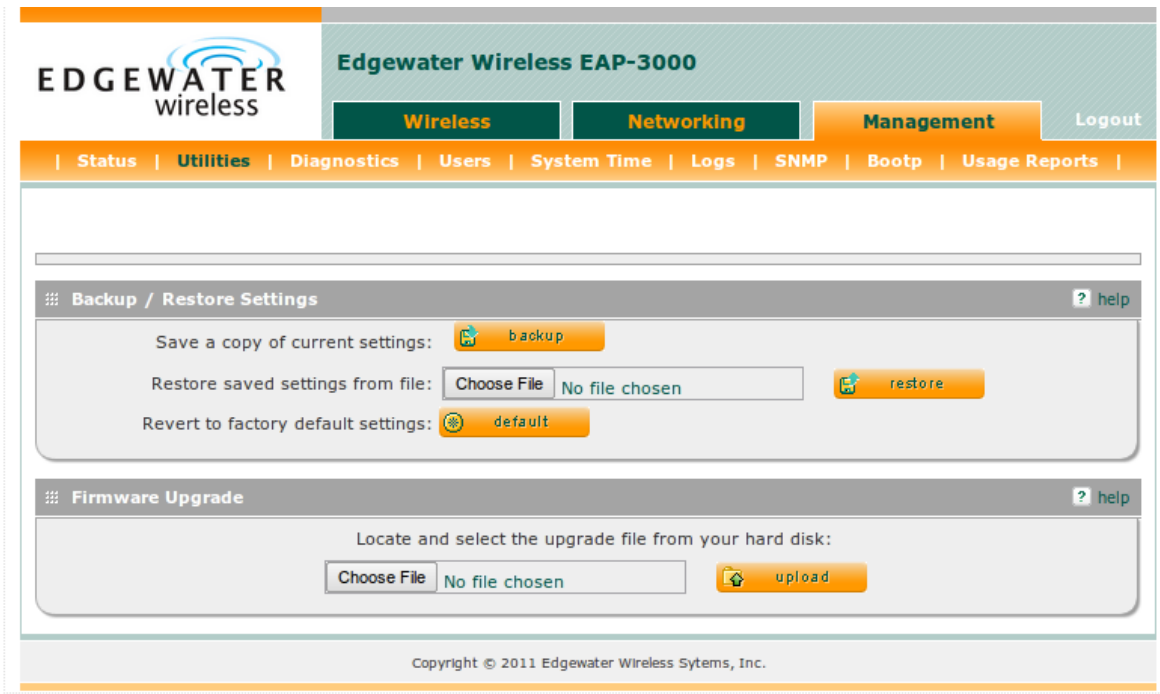 EDGEWATER
wireless
Edgewater Wireless EAP-3000
Wireless Networking Management Logout
| Status | Utilities | Diagnostics | Users | System Time | Logs | SNMP | Bootp | Usage Reports |
Backup / Restore Settings ? help
Save a copy of current settings: backup
Restore saved settings from file: Choose File No file chosen restore
Revert to factory default settings: default
Firmware Upgrade ? help
Locate and select the upgrade file from your hard disk:
Choose File No file chosen upload
Copyright © 2011 Edgewater Wireless Sytems, Inc.